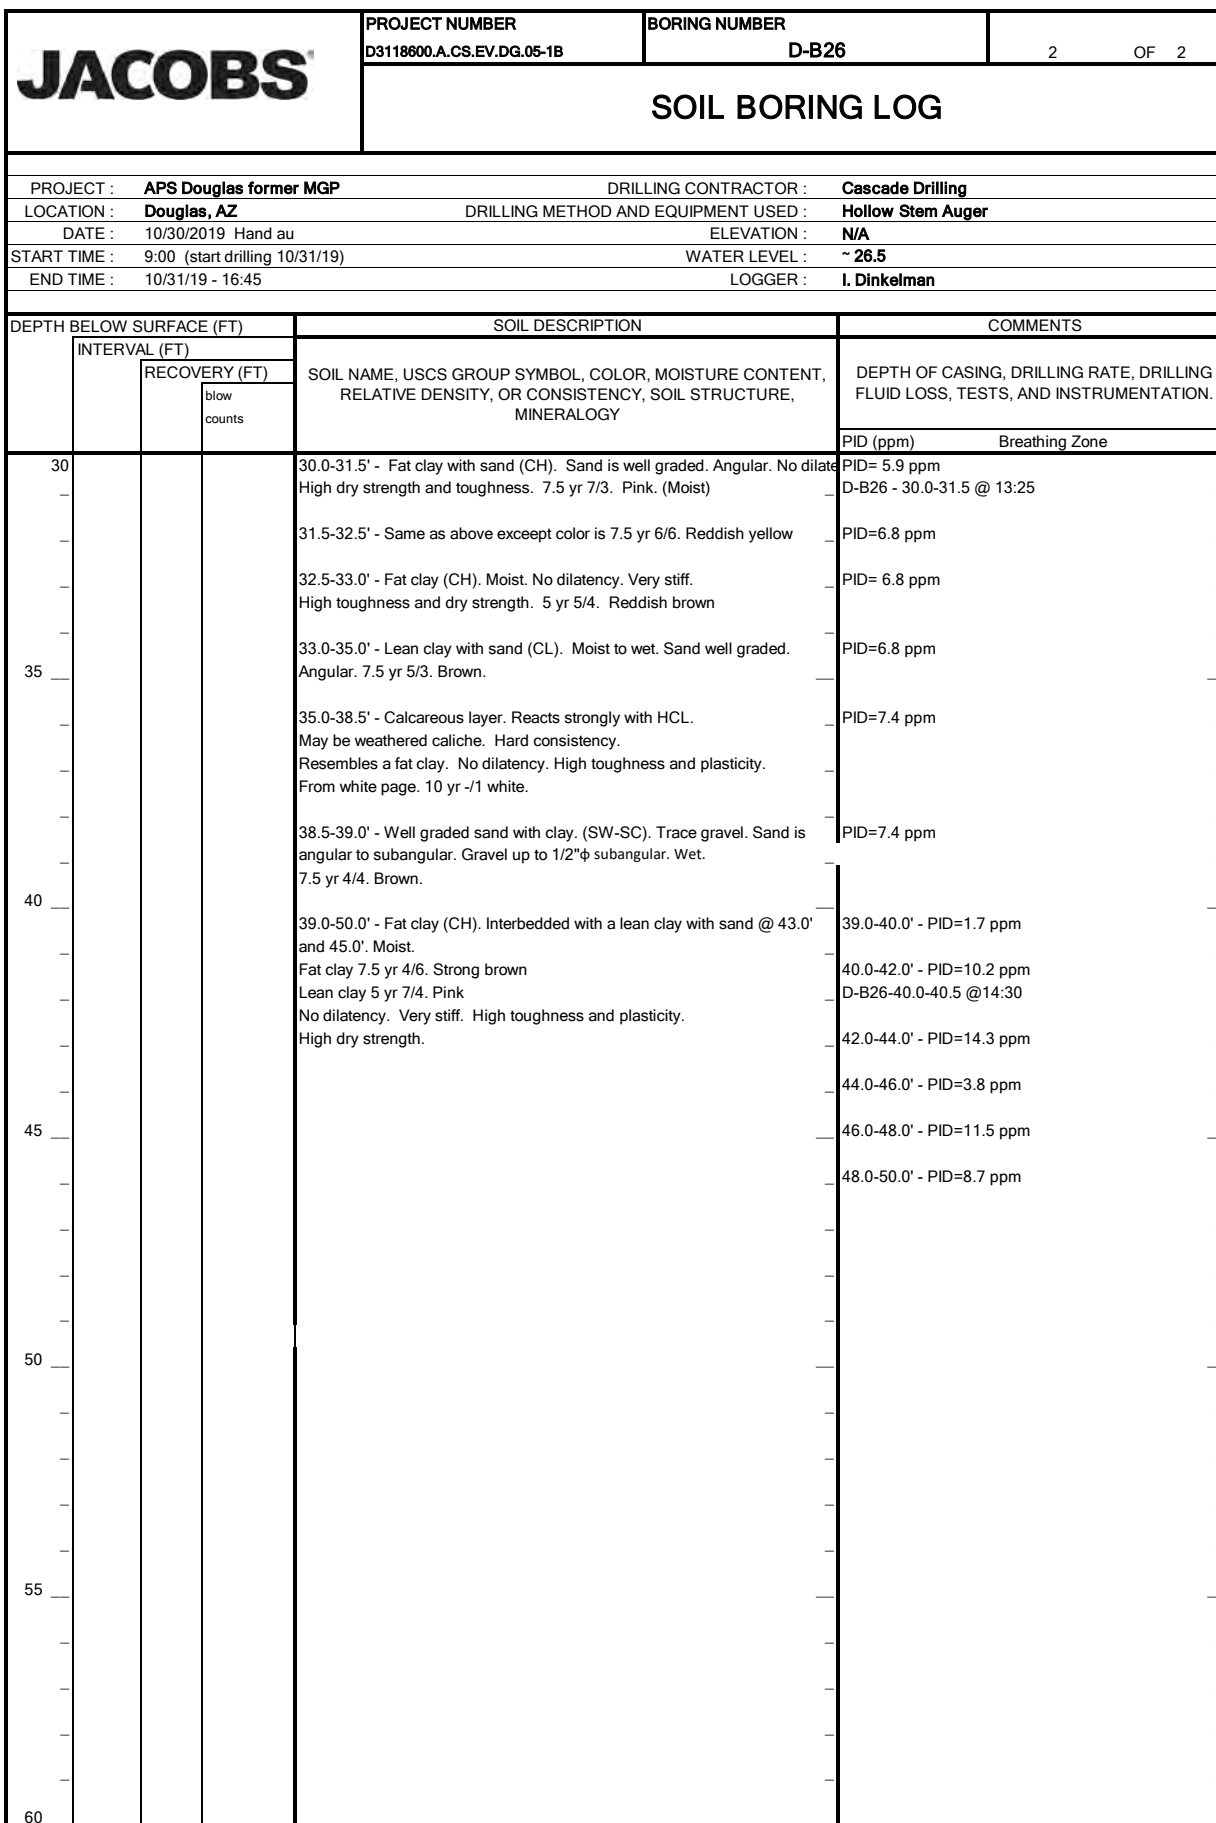 JACOBS
PROJECT NUMBER
D3118600.A.CS.EV.DG.05-1B
BORING NUMBER
D-B26
2 OF 2
SOIL BORING LOG
PROJECT : APS Douglas former MGP
DRILLING CONTRACTOR : Cascade Drilling
LOCATION : Douglas, AZ
DRILLING METHOD AND EQUIPMENT USED : Hollow Stem Auger
DATE : 10/30/2019 Hand au
ELEVATION : N/A
START TIME : 9:00 (start drilling 10/31/19)
WATER LEVEL : ~ 26.5
END TIME : 10/31/19 - 16:45
LOGGER : I. Dinkelman
DEPTH BELOW SURFACE (FT)
INTERVAL (FT)
RECOVERY (FT)
blow
counts
SOIL DESCRIPTION
SOIL NAME, USCS GROUP SYMBOL, COLOR, MOISTURE CONTENT,
RELATIVE DENSITY, OR CONSISTENCY, SOIL STRUCTURE,
MINERALOGY
COMMENTS
DEPTH OF CASING, DRILLING RATE, DRILLING
FLUID LOSS, TESTS, AND INSTRUMENTATION.
PID (ppm) Breathing Zone
30
30.0-31.5' - Fat clay with sand (CH). Sand is well graded. Angular. No dilate
PID= 5.9 ppm
High dry strength and toughness. 7.5 yr 7/3. Pink. (Moist)
D-B26 - 30.0-31.5 @ 13:25
31.5-32.5' - Same as above exceept color is 7.5 yr 6/6. Reddish yellow
PID=6.8 ppm
32.5-33.0' - Fat clay (CH). Moist. No dilatency. Very stiff.
PID= 6.8 ppm
High toughness and dry strength. 5 yr 5/4. Reddish brown
33.0-35.0' - Lean clay with sand (CL). Moist to wet. Sand well graded.
PID=6.8 ppm
35
Angular. 7.5 yr 5/3. Brown.
35.0-38.5' - Calcareous layer. Reacts strongly with HCL.
PID=7.4 ppm
May be weathered caliche. Hard consistency.
Resembles a fat clay. No dilatency. High toughness and plasticity.
From white page. 10 yr -/1 white.
38.5-39.0' - Well graded sand with clay. (SW-SC). Trace gravel. Sand is
PID=7.4 ppm
angular to subangular. Gravel up to 1/2"ф subangular. Wet.
7.5 yr 4/4. Brown.
40
39.0-50.0' - Fat clay (CH). Interbedded with a lean clay with sand @ 43.0'
39.0-40.0' - PID=1.7 ppm
and 45.0'. Moist.
Fat clay 7.5 yr 4/6. Strong brown
40.0-42.0' - PID=10.2 ppm
Lean clay 5 yr 7/4. Pink
D-B26-40.0-40.5 @14:30
No dilatency. Very stiff. High toughness and plasticity.
High dry strength.
42.0-44.0' - PID=14.3 ppm
44.0-46.0' - PID=3.8 ppm
45
46.0-48.0' - PID=11.5 ppm
48.0-50.0' - PID=8.7 ppm
50
55
60